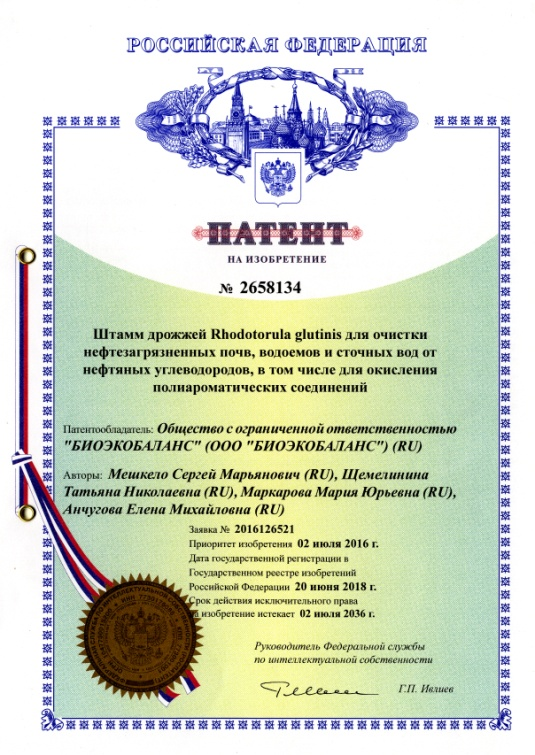 РОССИЙСКАЯ ФЕДЕРАЦИЯ
ПАТЕНТ
НА ИЗОБРЕТЕНИЕ
№ 2658134
Штамм дрожжей Rhodotorula glutinis для очистки
нефтезагрязненных почв, водоемов и сточных вод от
нефтяных углеводородов, в том числе для окисления
полиароматических соединений
Патентообладатель: Общество с ограниченной ответственностью
"БИОЭКОБАЛАНС" (ООО "БИОЭКОБАЛАНС") (RU)
Авторы: Мешкело Сергей Марьянович (RU), Щемелинина
Татьяна Николаевна (RU), Маркарова Мария Юрьевна (RU),
Анчугова Елена Михайловна (RU)
Заявка № 2016126521
Приоритет изобретения 02 июля 2016 г.
Дата государственной регистрации в
Государственном реестре изобретений
Российской Федерации 20 июня 2018 г.
Срок действия исключительного права
на изобретение истекает 02 июля 2036 г.
Руководитель Федеральной службы
по интеллектуальной собственности
Г.П. Ивлиев